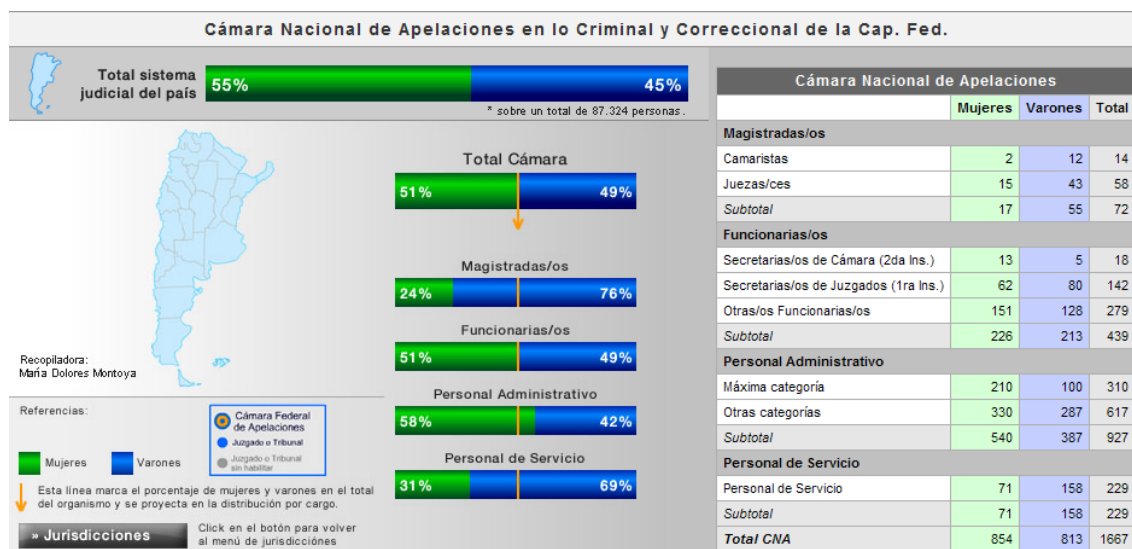 Cámara Nacional de Apelaciones en lo Criminal y Correccional de la Cap. Fed.
Total sistema
judicial del país
55% 45%
* sobre un total de 87.324 personas.
Total Cámara
51% 49%
Magistradas/os
24% 76%
Funcionarias/os
51% 49%
Personal Administrativo
58% 42%
Personal de Servicio
31% 69%
Recopiladora:
María Dolores Montoya
Referencias:
Mujeres Varones
Cámara Federal
de Apelaciones
Juzgado o Tribunal
Juzgado o Tribunal
sin habilitar
Esta línea marca el porcentaje de mujeres y varones en el total
del organismo y se proyecta en la distribución por cargo.
» Jurisdicciones
Click en el botón para volver
al menú de jurisdicciónes
Cámara Nacional de Apelaciones
Mujeres Varones Total
Magistradas/os
Camaristas 2 12 14
Juezas/ces 15 43 58
Subtotal 17 55 72
Funcionarias/os
Secretarias/os de Cámara (2da Ins.) 13 5 18
Secretarias/os de Juzgados (1ra Ins.) 62 80 142
Otras/os Funcionarias/os 151 128 279
Subtotal 226 213 439
Personal Administrativo
Máxima categoría 210 100 310
Otras categorías 330 287 617
Subtotal 540 387 927
Personal de Servicio
Personal de Servicio 71 158 229
Subtotal 71 158 229
Total CNA 854 813 1667